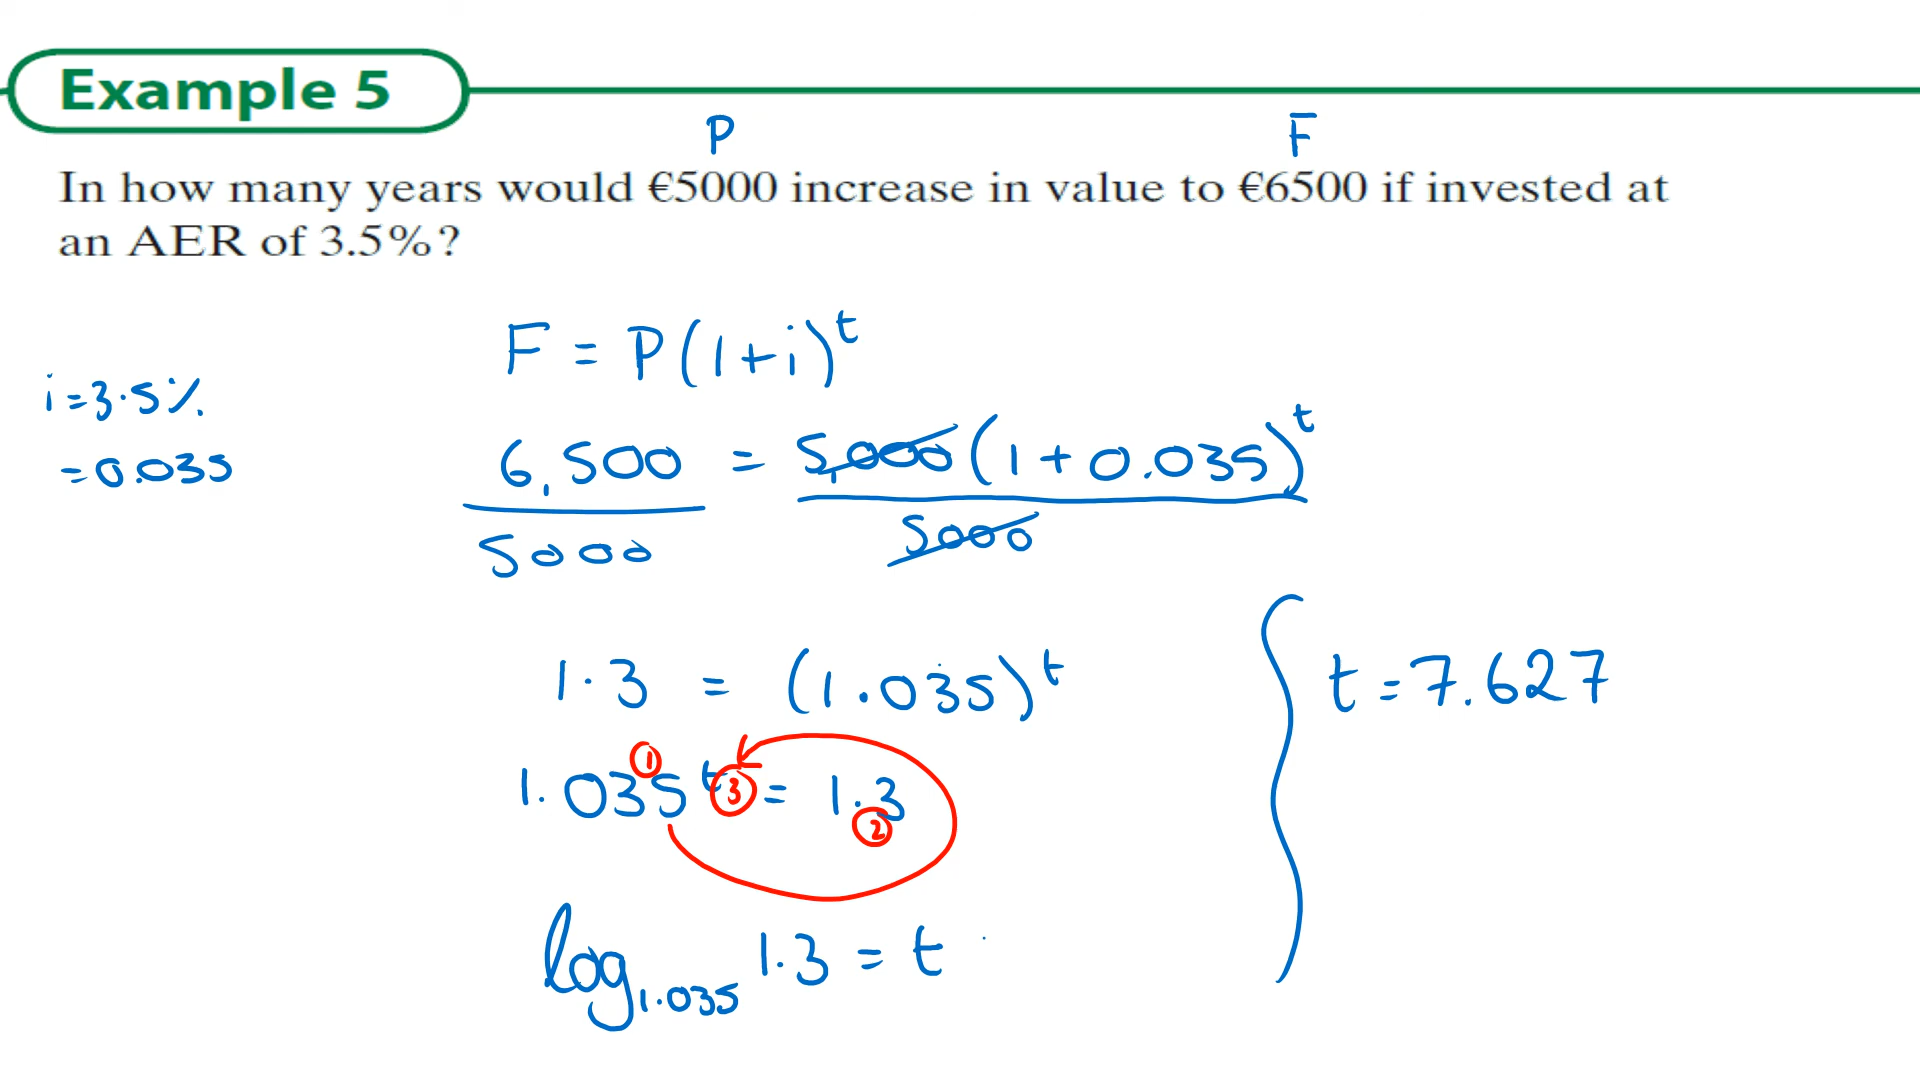 Example 5
P F
In how many years would €5000 increase in value to €6500 if invested at
an AER of 3.5%?
F = P(1+i)^t
i = 3.5%
= 0.035
6,500 = 5,000(1+0.035)^t
5000 5000
1.3 = (1.035)^t
t = 7.627
1.035^t = 1.3
① ② ③
log_1.035 1.3 = t